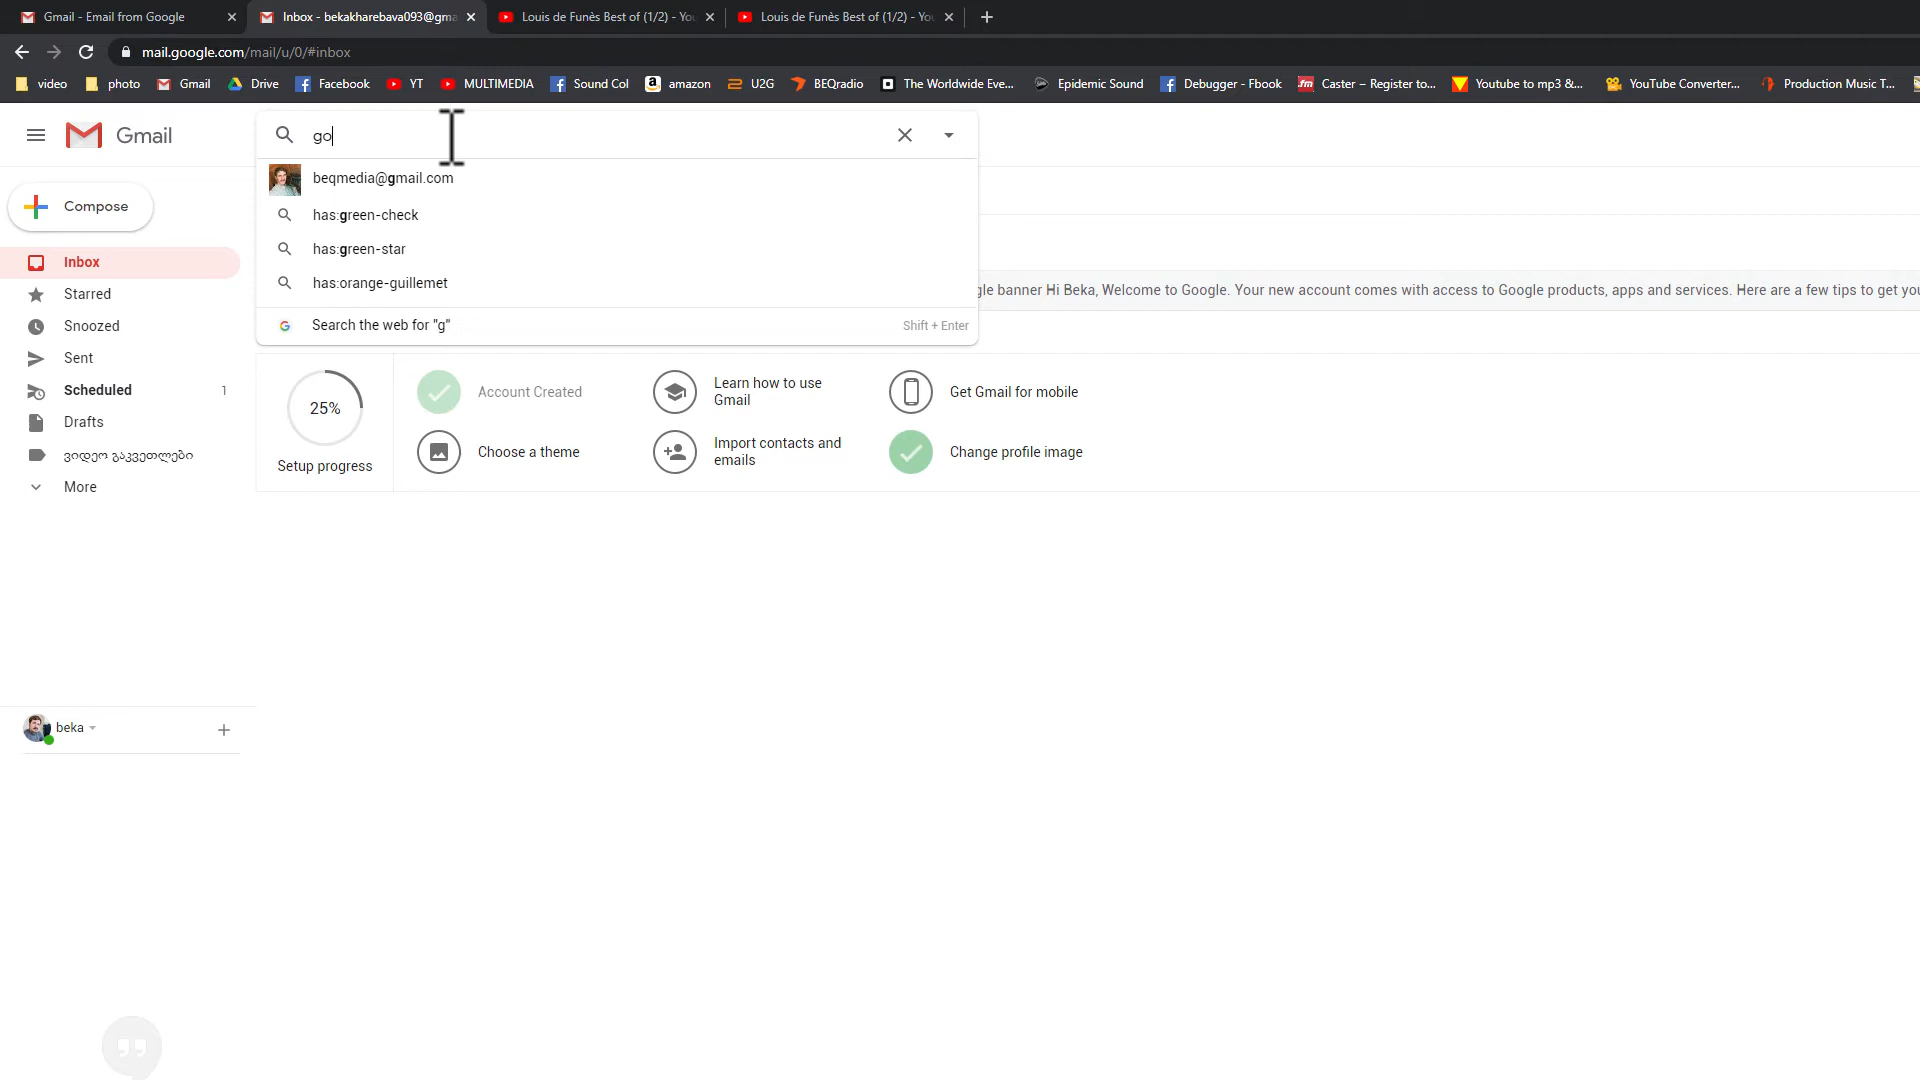 Gmail - Email from Google
Inbox - bekakharebava093@gma
Louis de Funès Best of (1/2) - You
Louis de Funès Best of (1/2) - You
mail.google.com/mail/u/0/#inbox
video photo Gmail Drive Facebook YT MULTIMEDIA Sound Col amazon U2G BEQradio The Worldwide Eve... Epidemic Sound Debugger - Fbook Caster – Register to... Youtube to mp3 &... YouTube Converter... Production Music T...
Gmail
go
beqmedia@gmail.com
has:green-check
has:green-star
has:orange-guillemet
Search the web for "g" Shift + Enter
Compose
Inbox
Starred
Snoozed
Sent
Scheduled 1
Drafts
ვიდეო გაკვეთლები
More
gle banner Hi Beka, Welcome to Google. Your new account comes with access to Google products, apps and services. Here are a few tips to get you
25%
Setup progress
Account Created
Learn how to use
Gmail
Get Gmail for mobile
Choose a theme
Import contacts and
emails
Change profile image
beka